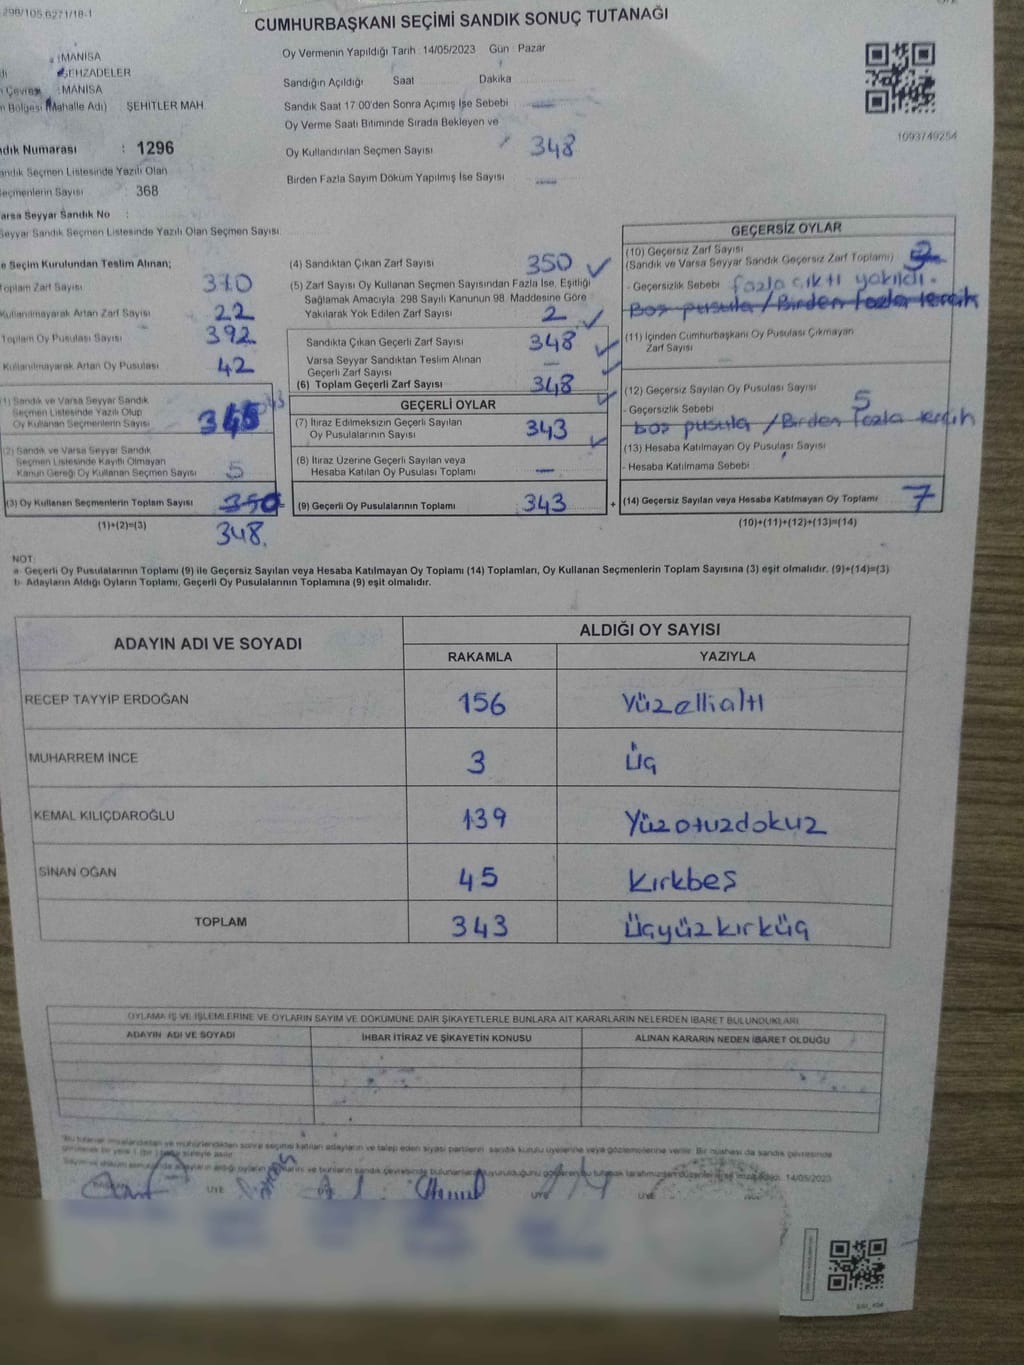 298/105.6271/18-1
CUMHURBAŞKANI SEÇİMİ SANDIK SONUÇ TUTANAĞI
: MANİSA
ŞEHZADELER
Çevresi : MANİSA
Bölgesi (Mahalle Adı) ŞEHİTLER MAH.
Oy Vermenin Yapıldığı Tarih : 14/05/2023 Gün : Pazar
Sandığın Açıldığı Saat Dakika
Sandık Saat 17:00'den Sonra Açımış İse Sebebi —
Oy Verme Saati Bitiminde Sırada Bekleyen ve
Oy Kullandırılan Seçmen Sayısı 348
Birden Fazla Sayım Döküm Yapılmış İse Sayısı —
1093749254
Numarası : 1296
Sandık Seçmen Listesinde Yazılı Olan
Seçmenlerin Sayısı : 368
Varsa Seyyar Sandık No :
Seyyar Sandık Seçmen Listesinde Yazılı Olan Seçmen Sayısı:
e Seçim Kurulundan Teslim Alınan;
Toplam Zarf Sayısı 370
Kullanılmayarak Artan Zarf Sayısı 22
Toplam Oy Pusulası Sayısı 392
Kullanılmayarak Artan Oy Pusulası 42
(1) Sandık ve Varsa Seyyar Sandık
Seçmen Listesinde Yazılı Olup
Oy Kullanan Seçmenlerin Sayısı
(2) Sandık ve Varsa Seyyar Sandık
Seçmen Listesinde Kayıtlı Olmayan
Kanun Gereği Oy Kullanan Seçmen Sayısı 5
(3) Oy Kullanan Seçmenlerin Toplam Sayısı 350
(1)+(2)=(3) 348.
(4) Sandıktan Çıkan Zarf Sayısı 350 ✓
(5) Zarf Sayısı Oy Kullanan Seçmen Sayısından Fazla İse, Eşitliği
Sağlamak Amacıyla 298 Sayılı Kanunun 98. Maddesine Göre
Yakılarak Yok Edilen Zarf Sayısı 2 ✓
Sandıkta Çıkan Geçerli Zarf Sayısı 348 ✓
Varsa Seyyar Sandıktan Teslim Alınan
Geçerli Zarf Sayısı — ✓
(6) Toplam Geçerli Zarf Sayısı 348 ✓
GEÇERLİ OYLAR
(7) İtiraz Edilmeksizin Geçerli Sayılan
Oy Pusulalarının Sayısı 343 ✓
(8) İtiraz Üzerine Geçerli Sayılan veya
Hesaba Katılan Oy Pusulası Toplamı —
(9) Geçerli Oy Pusulalarının Toplamı 343 +
GEÇERSİZ OYLAR
(10) Geçersiz Zarf Sayısı
(Sandık ve Varsa Seyyar Sandık Geçersiz Zarf Toplamı)
- Geçersizlik Sebebi fazla çıktı yakıldı.
Boş pusula / Birden fazla tercih
(11) İçinden Cumhurbaşkanı Oy Pusulası Çıkmayan
Zarf Sayısı
(12) Geçersiz Sayılan Oy Pusulası Sayısı 5
- Geçersizlik Sebebi
boş pusula / Birden fazla tercih
(13) Hesaba Katılmayan Oy Pusulası Sayısı
- Hesaba Katılmama Sebebi
(14) Geçersiz Sayılan veya Hesaba Katılmayan Oy Toplamı 7
(10)+(11)+(12)+(13)=(14)
NOT:
a- Geçerli Oy Pusulalarının Toplamı (9) ile Geçersiz Sayılan veya Hesaba Katılmayan Oy Toplamı (14) Toplamları, Oy Kullanan Seçmenlerin Toplam Sayısına (3) eşit olmalıdır. (9)+(14)=(3)
b- Adayların Aldığı Oyların Toplamı, Geçerli Oy Pusulalarının Toplamına (9) eşit olmalıdır.
ADAYIN ADI VE SOYADI ALDIĞI OY SAYISI
RAKAMLA YAZIYLA
RECEP TAYYİP ERDOĞAN 156 Yüzellialtı
MUHARREM İNCE 3 Üç
KEMAL KILIÇDAROĞLU 139 Yüzotuzdokuz
SİNAN OĞAN 45 Kırkbeş
TOPLAM 343 Üçyüzkırküç
OYLAMA İŞ VE İŞLEMLERİNE VE OYLARIN SAYIM VE DÖKÜMÜNE DAİR ŞİKAYETLERLE BUNLARA AİT KARARLARIN NELERDEN İBARET BULUNDUKLARI
ADAYIN ADI VE SOYADI İHBAR İTİRAZ VE ŞİKAYETİN KONUSU ALINAN KARARIN NEDEN İBARET OLDUĞU
14/05/2023
BAŞKAN ÜYE ÜYE ÜYE ÜYE